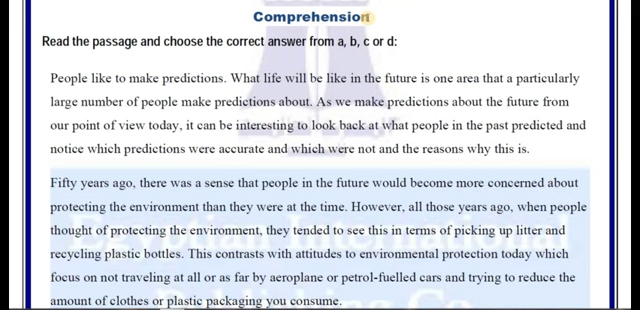 Comprehension
Read the passage and choose the correct answer from a, b, c or d:
People like to make predictions. What life will be like in the future is one area that a particularly
large number of people make predictions about. As we make predictions about the future from
our point of view today, it can be interesting to look back at what people in the past predicted and
notice which predictions were accurate and which were not and the reasons why this is.
Fifty years ago, there was a sense that people in the future would become more concerned about
protecting the environment than they were at the time. However, all those years ago, when people
thought of protecting the environment, they tended to see this in terms of picking up litter and
recycling plastic bottles. This contrasts with attitudes to environmental protection today which
focus on not traveling at all or as far by aeroplane or petrol-fuelled cars and trying to reduce the
amount of clothes or plastic packaging you consume.
Egyptian International
Publishing Co.